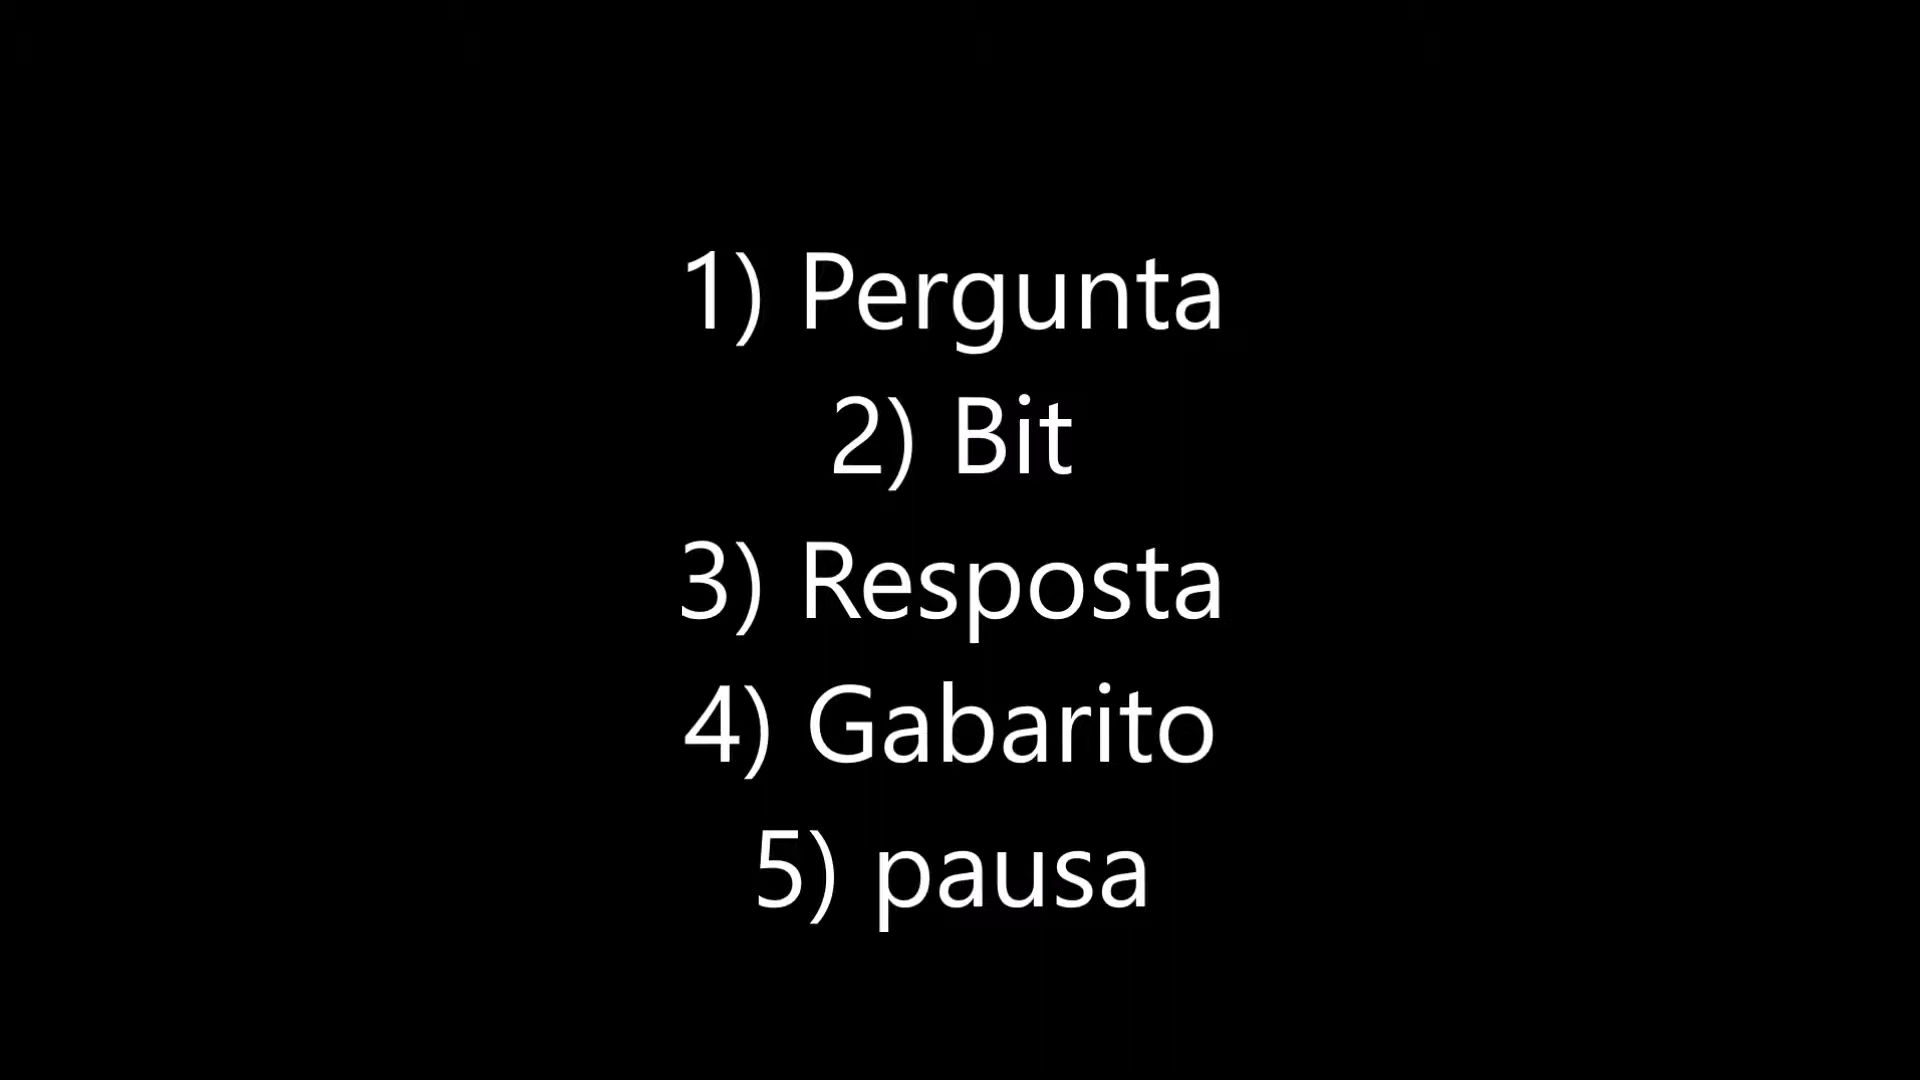 1) Pergunta
2) Bit
3) Resposta
4) Gabarito
5) pausa